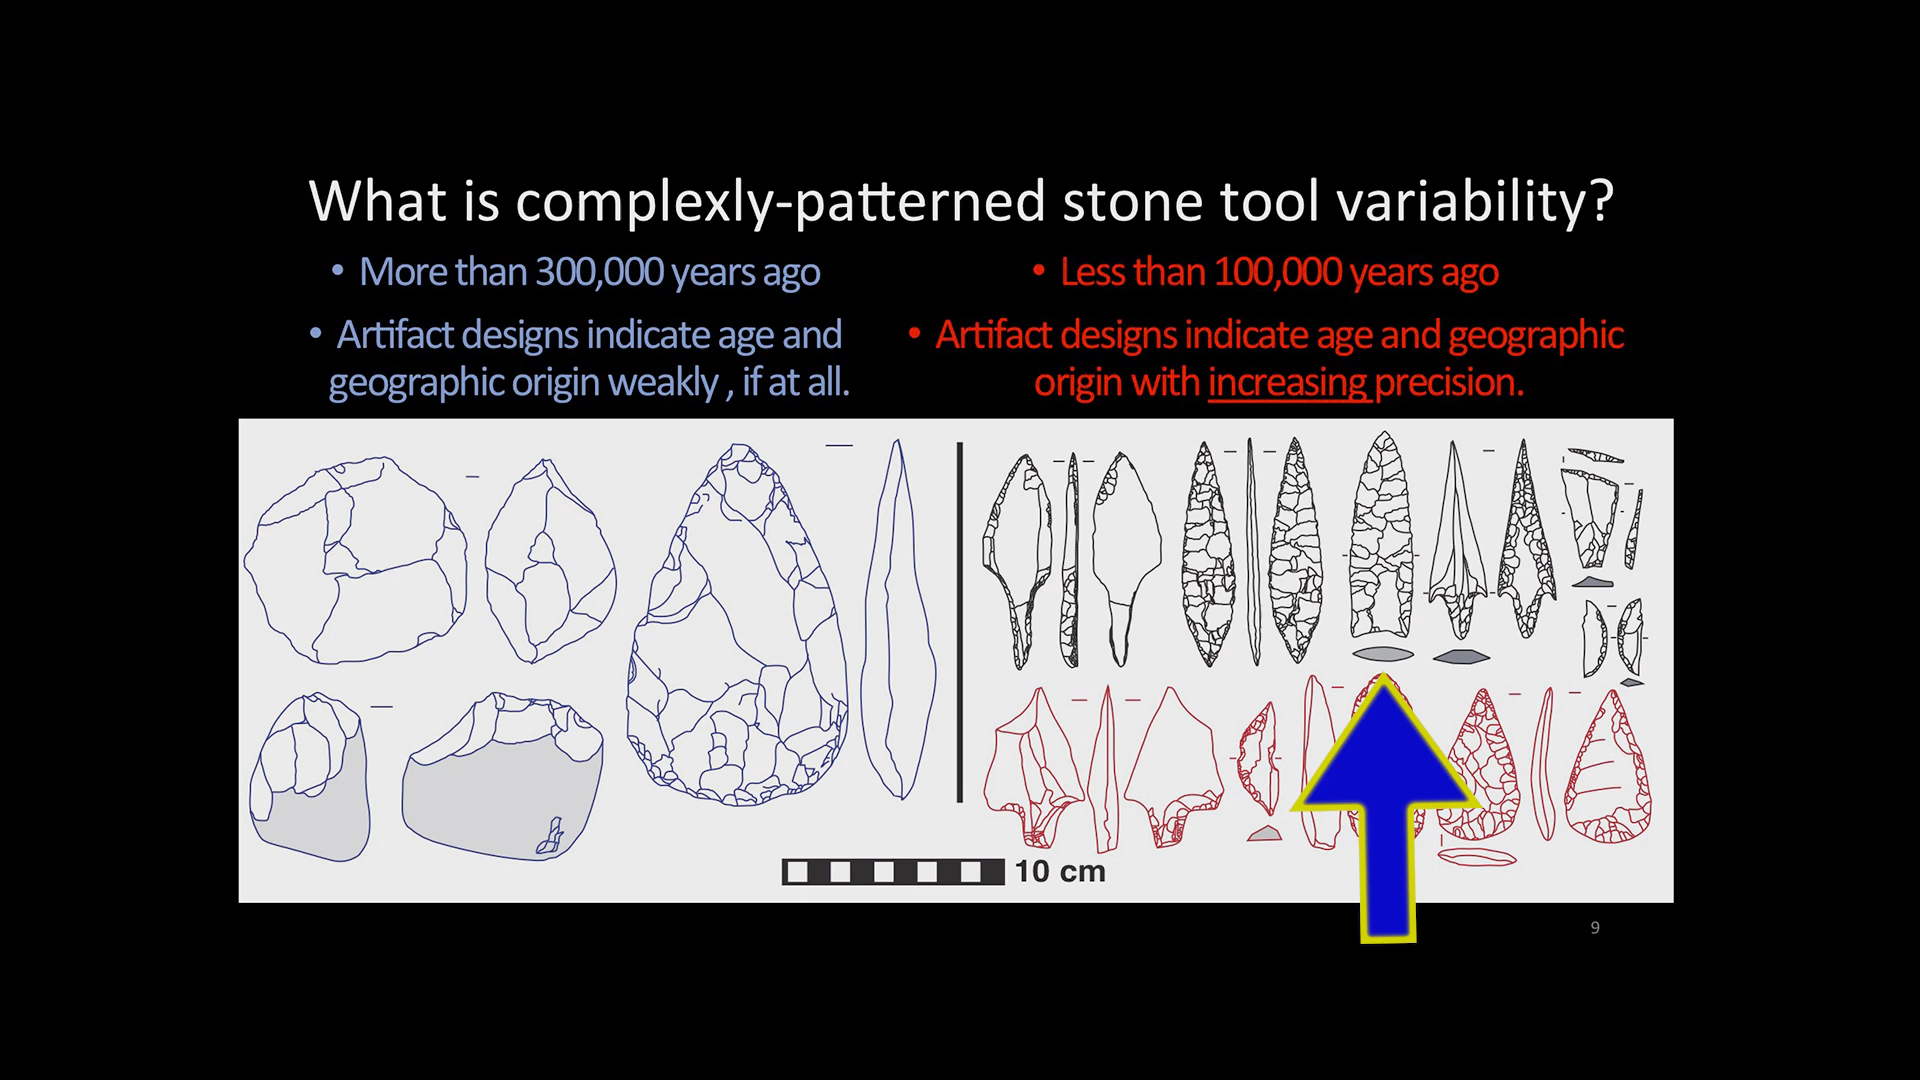 What is complexly-patterned stone tool variability?
• More than 300,000 years ago
• Artifact designs indicate age and
geographic origin weakly , if at all.
• Less than 100,000 years ago
• Artifact designs indicate age and geographic
origin with increasing precision.
10 cm
9